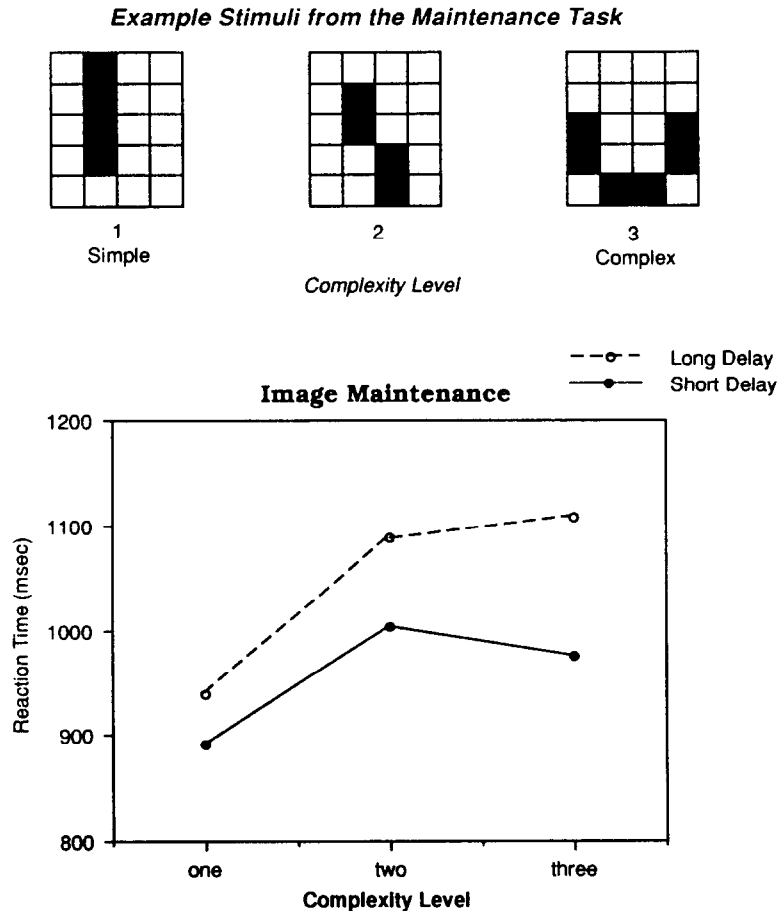 Example Stimuli from the Maintenance Task
1 2 3
Simple Complex
Complexity Level
Long Delay
Short Delay
Image Maintenance
1200
1100
1000
900
800
Reaction Time (msec)
one two three
Complexity Level